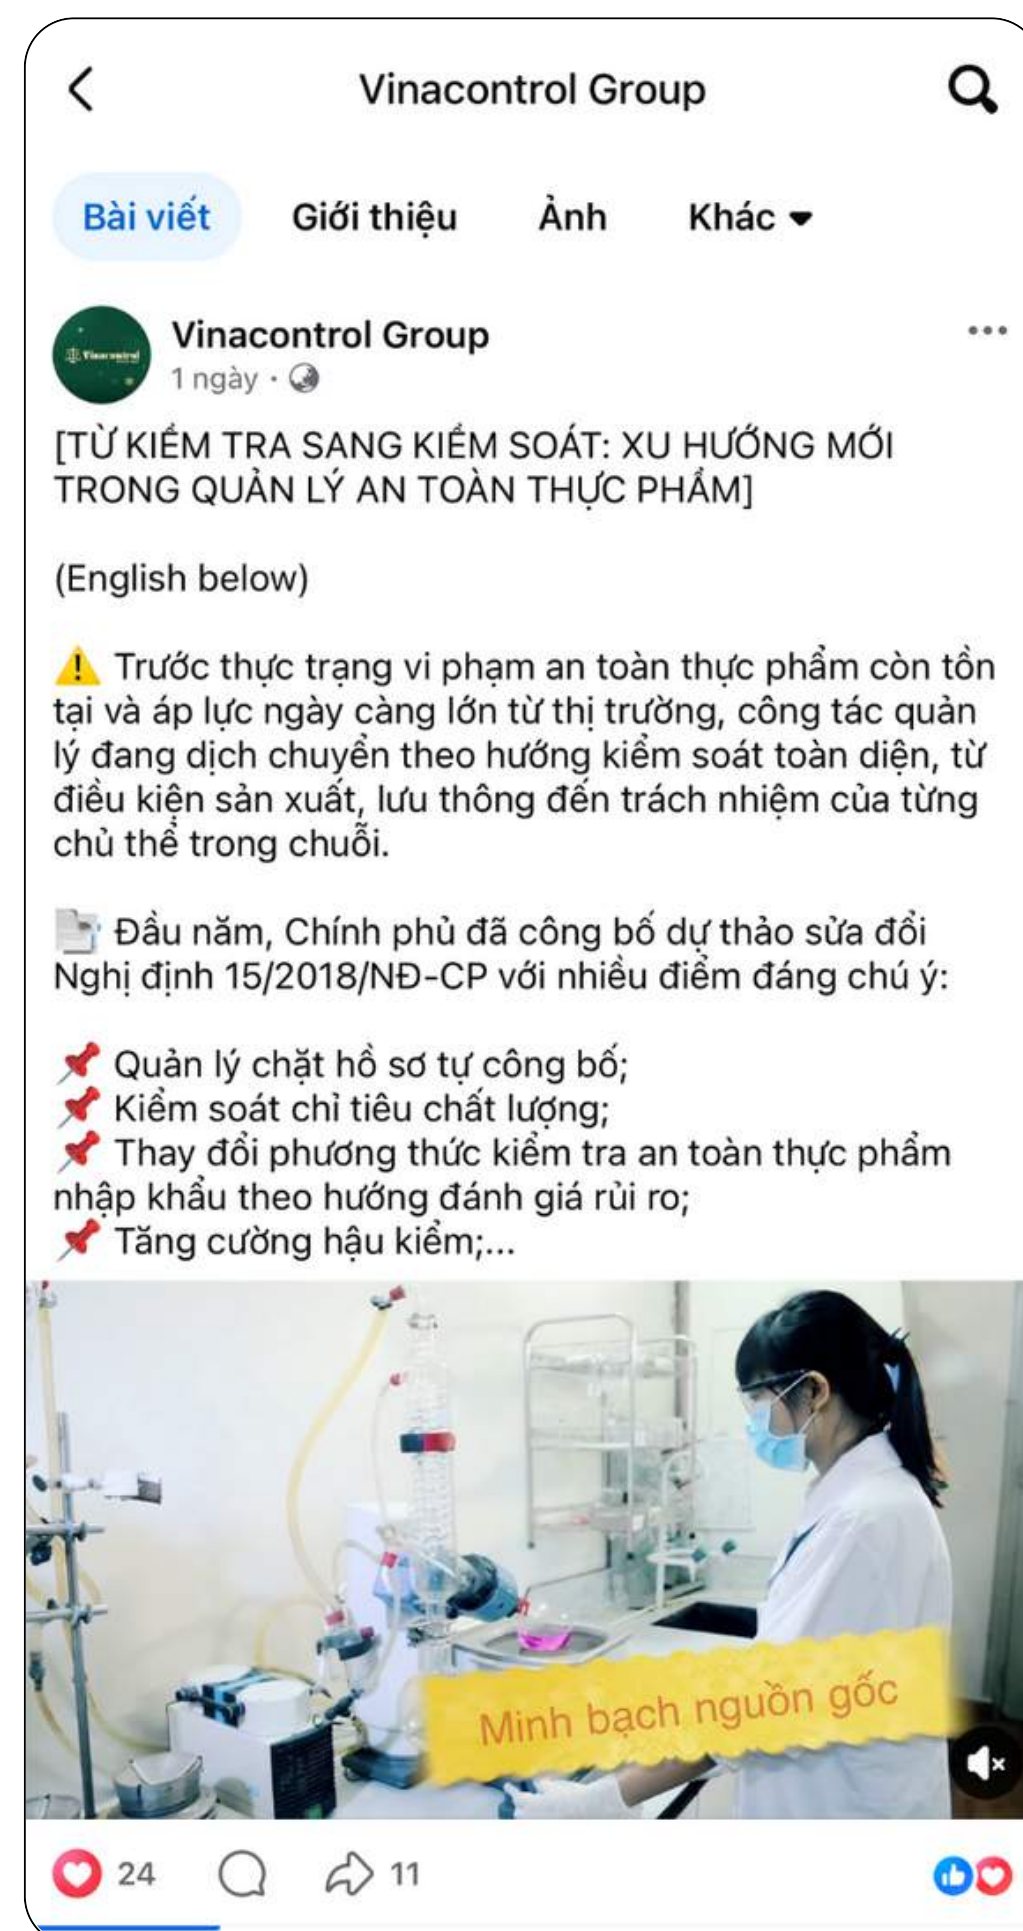 Vinacontrol Group
Bài viết
Giới thiệu
Ảnh
Khác
Vinacontrol
Vinacontrol Group
1 ngày ·
[TỪ KIỂM TRA SANG KIỂM SOÁT: XU HƯỚNG MỚI
TRONG QUẢN LÝ AN TOÀN THỰC PHẨM]
(English below)
⚠️ Trước thực trạng vi phạm an toàn thực phẩm còn tồn
tại và áp lực ngày càng lớn từ thị trường, công tác quản
lý đang dịch chuyển theo hướng kiểm soát toàn diện, từ
điều kiện sản xuất, lưu thông đến trách nhiệm của từng
chủ thể trong chuỗi.
📑 Đầu năm, Chính phủ đã công bố dự thảo sửa đổi
Nghị định 15/2018/NĐ-CP với nhiều điểm đáng chú ý:
📌 Quản lý chặt hồ sơ tự công bố;
📌 Kiểm soát chỉ tiêu chất lượng;
📌 Thay đổi phương thức kiểm tra an toàn thực phẩm
nhập khẩu theo hướng đánh giá rủi ro;
📌 Tăng cường hậu kiểm;...
Minh bạch nguồn gốc
24
11